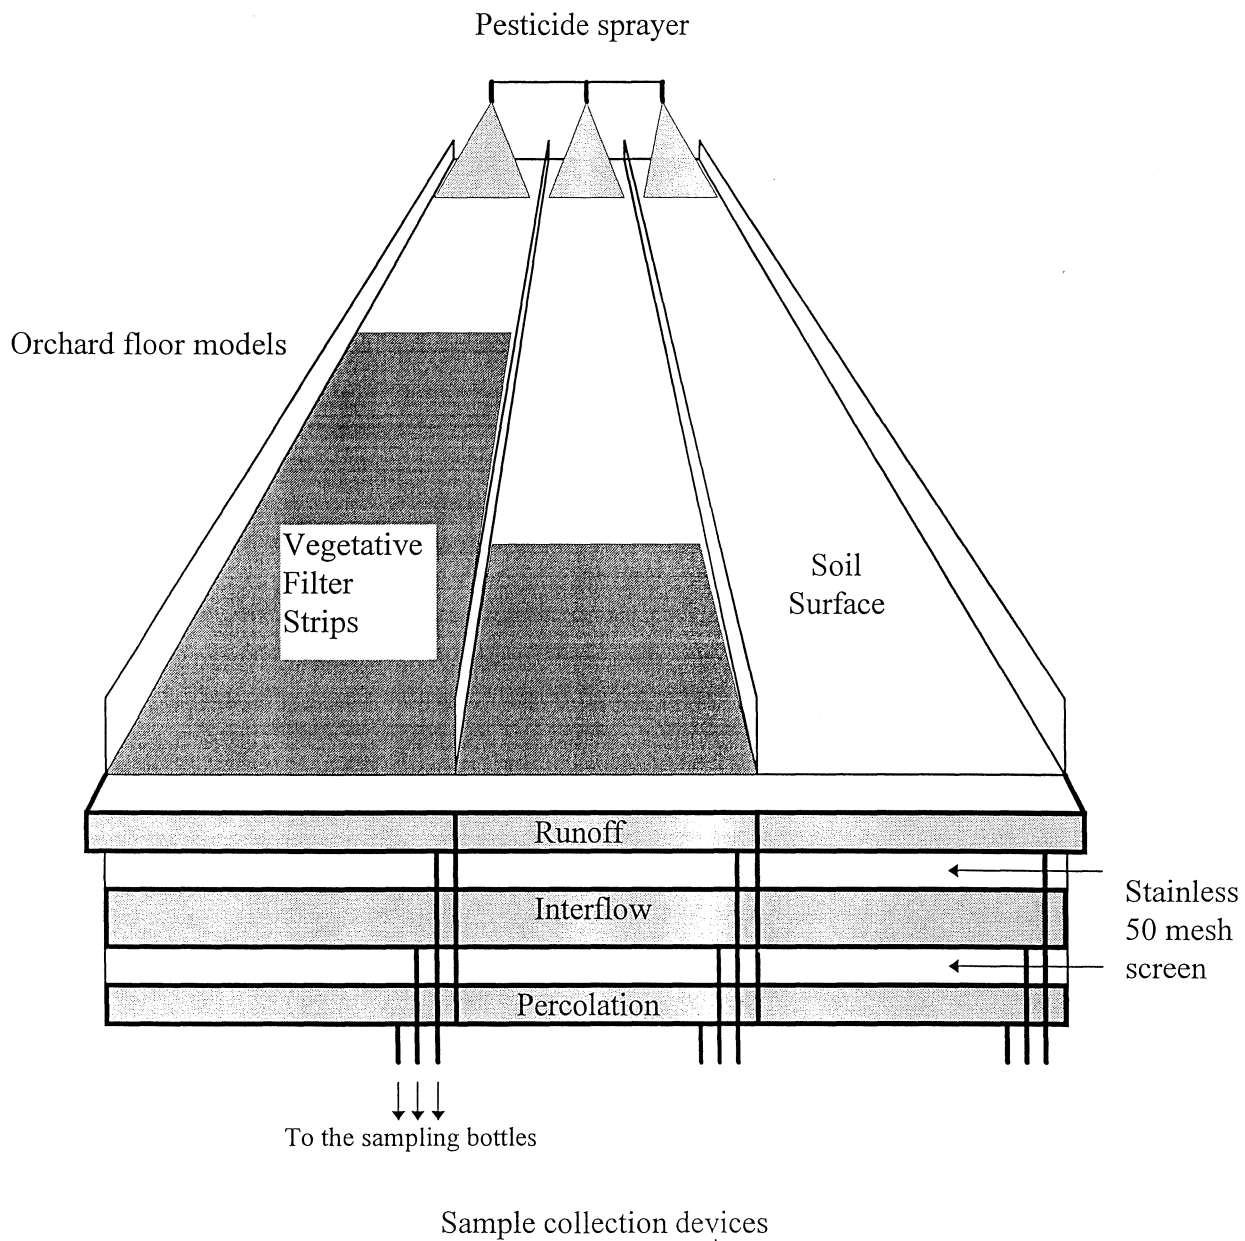 Pesticide sprayer
Orchard floor models
Vegetative
Filter
Strips
Soil
Surface
Runoff
Interflow
Stainless
50 mesh
screen
Percolation
To the sampling bottles
Sample collection devices